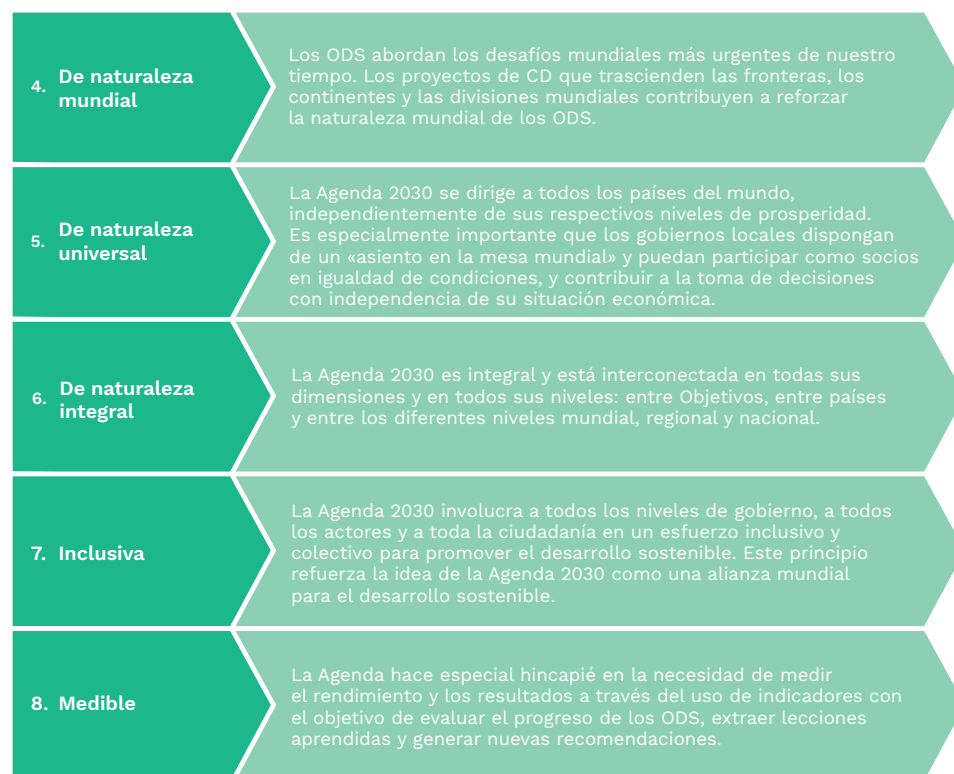 4. De naturaleza
mundial
Los ODS abordan los desafíos mundiales más urgentes de nuestro
tiempo. Los proyectos de CD que trascienden las fronteras, los
continentes y las divisiones mundiales contribuyen a reforzar
la naturaleza mundial de los ODS.
5. De naturaleza
universal
La Agenda 2030 se dirige a todos los países del mundo,
independientemente de sus respectivos niveles de prosperidad.
Es especialmente importante que los gobiernos locales dispongan
de un «asiento en la mesa mundial» y puedan participar como socios
en igualdad de condiciones, y contribuir a la toma de decisiones
con independencia de su situación económica.
6. De naturaleza
integral
La Agenda 2030 es integral y está interconectada en todas sus
dimensiones y en todos sus niveles: entre Objetivos, entre países
y entre los diferentes niveles mundial, regional y nacional.
7. Inclusiva
La Agenda 2030 involucra a todos los niveles de gobierno, a todos
los actores y a toda la ciudadanía en un esfuerzo inclusivo y
colectivo para promover el desarrollo sostenible. Este principio
refuerza la idea de la Agenda 2030 como una alianza mundial
para el desarrollo sostenible.
8. Medible
La Agenda hace especial hincapié en la necesidad de medir
el rendimiento y los resultados a través del uso de indicadores con
el objetivo de evaluar el progreso de los ODS, extraer lecciones
aprendidas y generar nuevas recomendaciones.